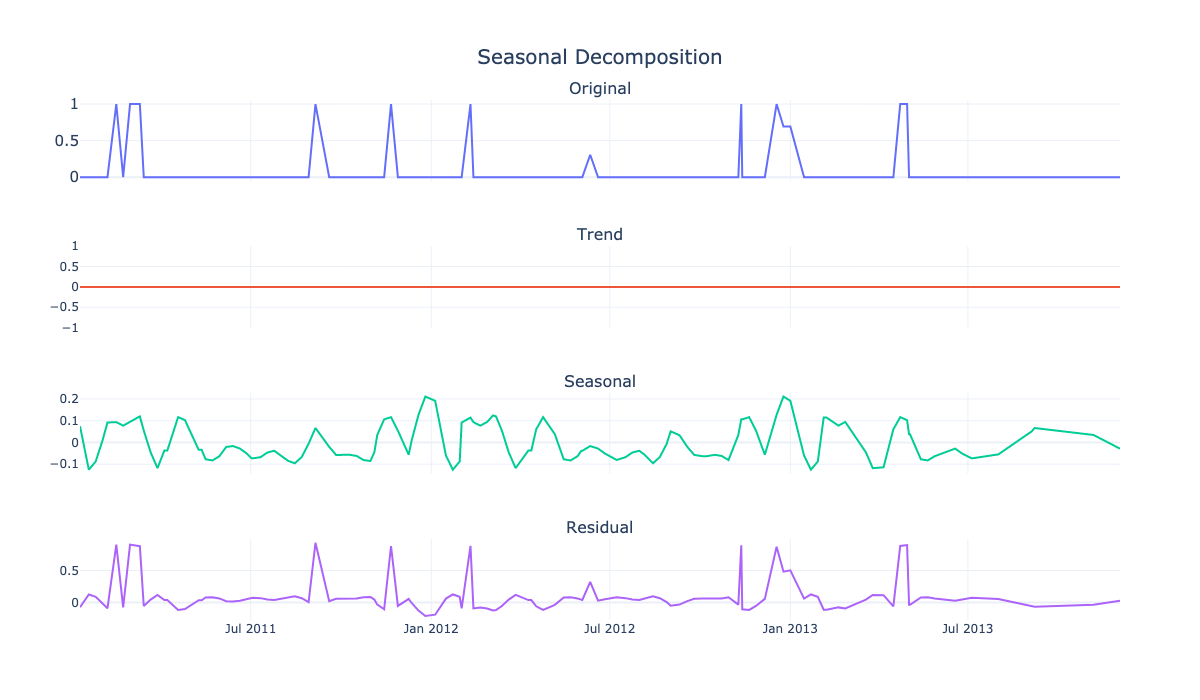 Seasonal Decomposition
Original
1
0.5
0
Trend
1
0.5
0
−0.5
−1
Seasonal
0.2
0.1
0
−0.1
Residual
0.5
0
Jul 2011
Jan 2012
Jul 2012
Jan 2013
Jul 2013